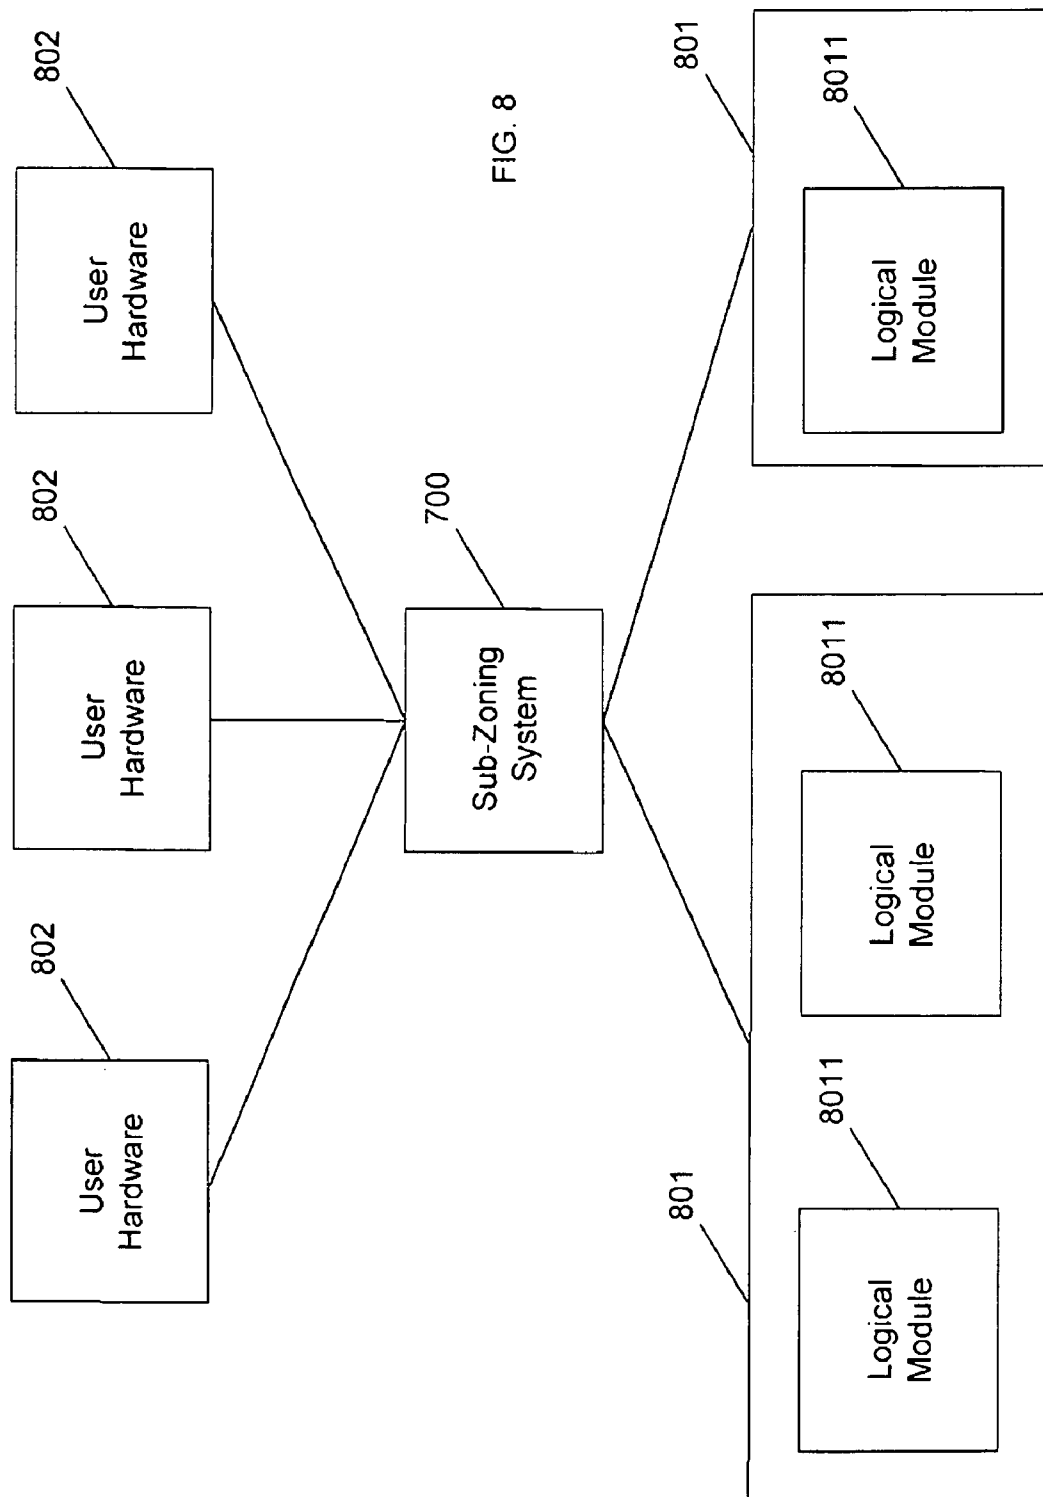 802
802
802
User
Hardware
User
Hardware
User
Hardware
FIG. 8
700
Sub-Zoning
System
801
801
8011
8011
8011
Logical
Module
Logical
Module
Logical
Module